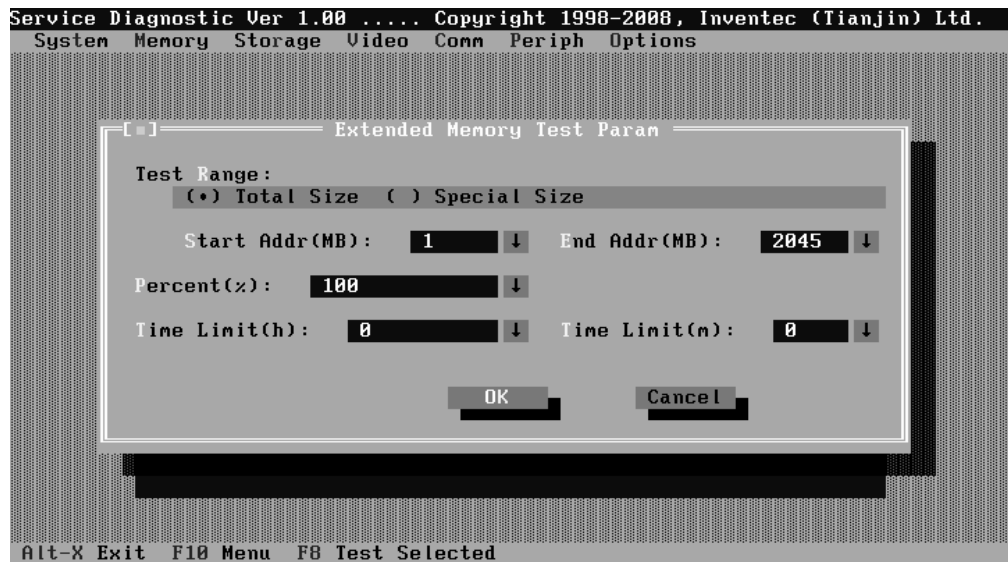 Service Diagnostic Ver 1.00 ..... Copyright 1998-2008, Inventec (Tianjin) Ltd.
System Memory Storage Video Comm Periph Options
[■] Extended Memory Test Param
Test Range:
(•) Total Size ( ) Special Size
Start Addr(MB): 1 ↓ End Addr(MB): 2045 ↓
Percent(%): 100 ↓
Time Limit(h): 0 ↓ Time Limit(m): 0 ↓
OK Cancel
Alt-X Exit F10 Menu F8 Test Selected